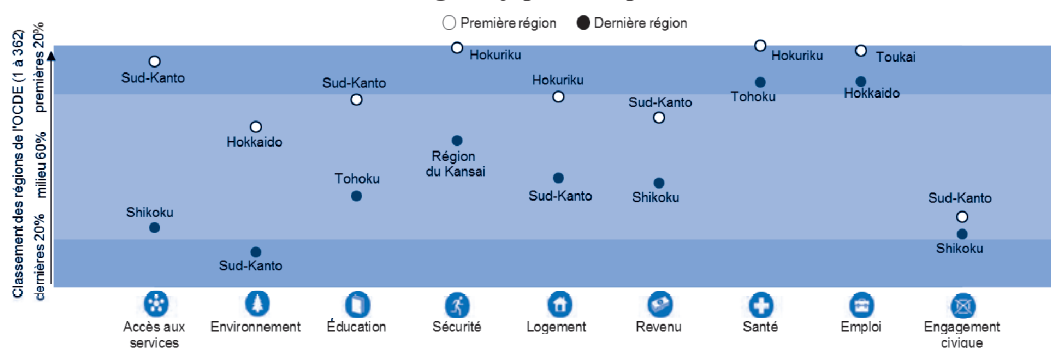 Première région
Dernière région
Classement des régions de l'OCDE (1 à 362)
dernières 20% milieu 60% premières 20%
Sud-Kanto
Shikoku
Hokkaido
Sud-Kanto
Sud-Kanto
Tohoku
Hokuriku
Région
du Kansai
Hokuriku
Sud-Kanto
Sud-Kanto
Shikoku
Hokuriku
Tohoku
Toukai
Hokkaido
Sud-Kanto
Shikoku
Accès aux
services
Environnement
Éducation
Sécurité
Logement
Revenu
Santé
Emploi
Engagement
civique